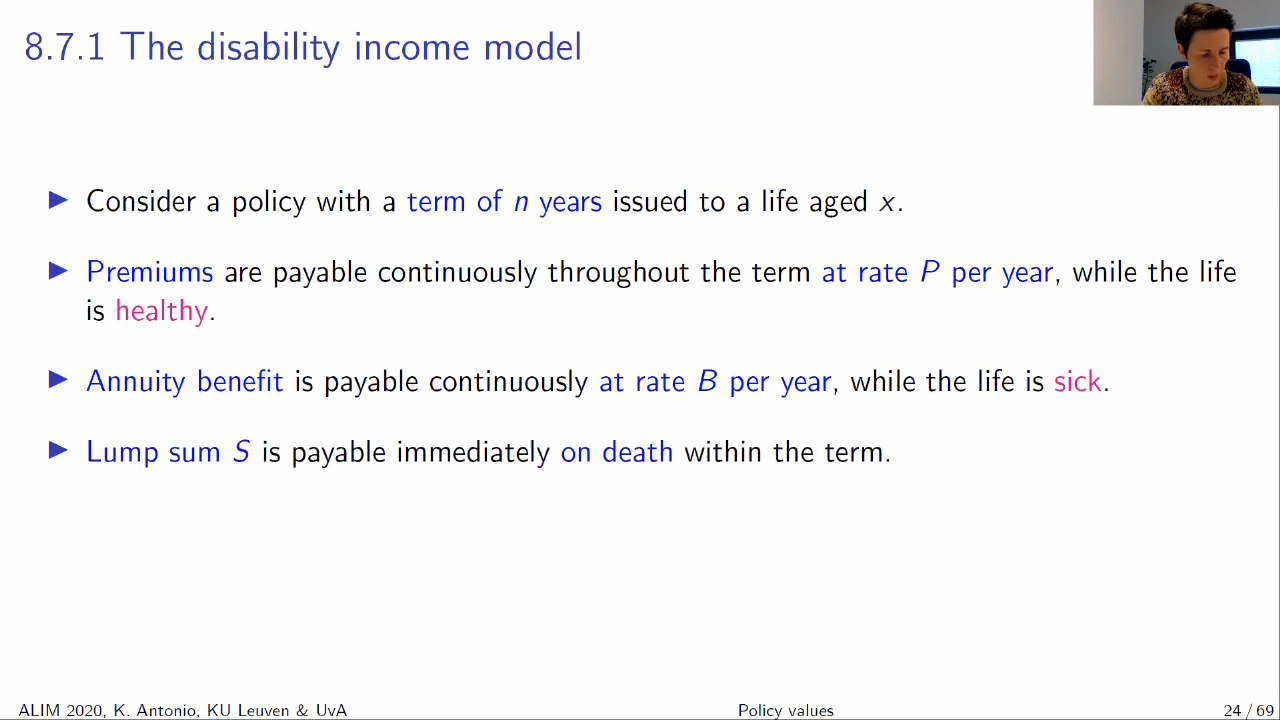 8.7.1 The disability income model
▶ Consider a policy with a term of n years issued to a life aged x.
▶ Premiums are payable continuously throughout the term at rate P per year, while the life
is healthy.
▶ Annuity benefit is payable continuously at rate B per year, while the life is sick.
▶ Lump sum S is payable immediately on death within the term.
ALIM 2020, K. Antonio, KU Leuven & UvA Policy values 24 / 69